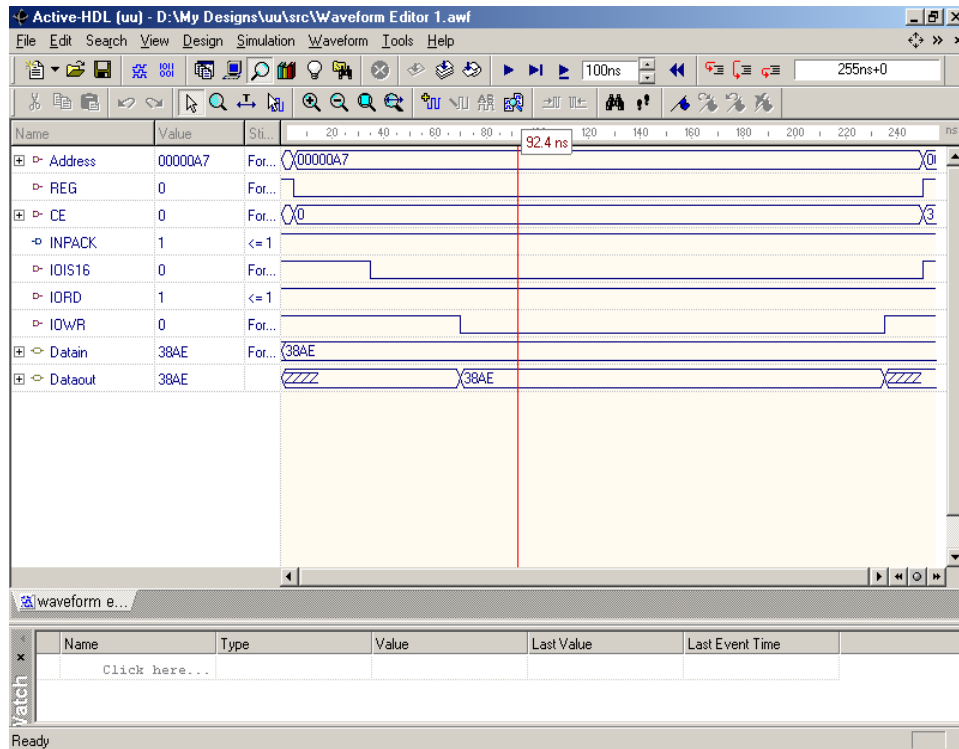 Active-HDL (uu) - D:\My Designs\uu\src\Waveform Editor 1.awf
File Edit Search View Design Simulation Waveform Tools Help
100ns 255ns+0
Name Value Sti... 20 40 60 80 120 140 160 180 200 220 240 ns
92.4 ns
Address 00000A7 For... 00000A7
REG 0 For...
CE 0 For... 0 3
INPACK 1 <= 1
IOIS16 0 For...
IORD 1 <= 1
IOWR 0 For...
Datain 38AE For... 38AE
Dataout 38AE ZZZZ 38AE ZZZZ
waveform e...
Name Type Value Last Value Last Event Time
Click here...
Watch
Ready